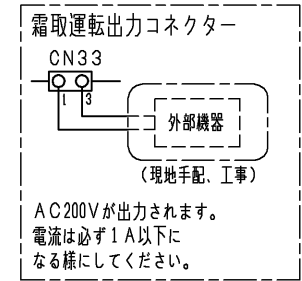 霜取運転出力コネクター
CN33
1 3
外部機器
(現地手配、工事)
AC200Vが出力されます。
電流は必ず1A以下に
なる様にしてください。